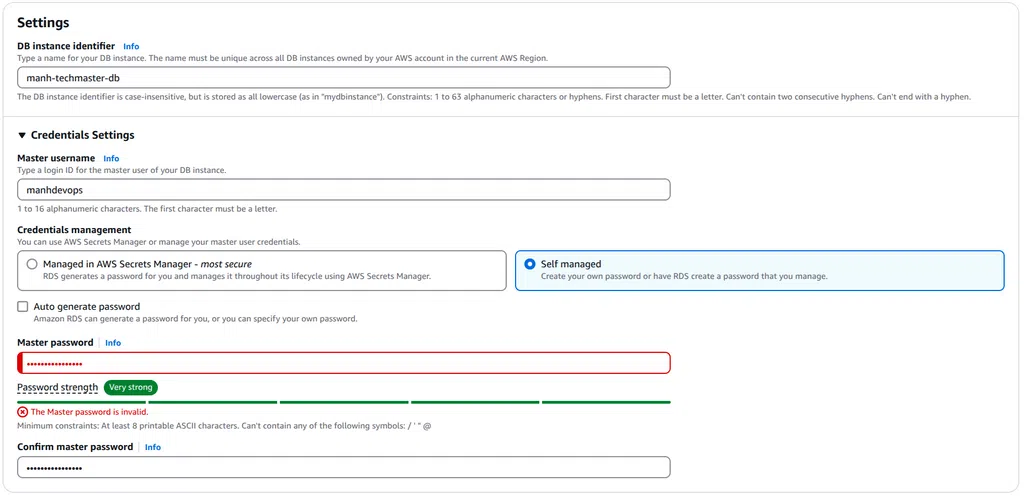 Settings
DB instance identifier Info
Type a name for your DB instance. The name must be unique across all DB instances owned by your AWS account in the current AWS Region.
manh-techmaster-db
The DB instance identifier is case-insensitive, but is stored as all lowercase (as in "mydbinstance"). Constraints: 1 to 63 alphanumeric characters or hyphens. First character must be a letter. Can't contain two consecutive hyphens. Can't end with a hyphen.
Credentials Settings
Master username Info
Type a login ID for the master user of your DB instance.
manhdevops
1 to 16 alphanumeric characters. The first character must be a letter.
Credentials management
You can use AWS Secrets Manager or manage your master user credentials.
Managed in AWS Secrets Manager - most secure
RDS generates a password for you and manages it throughout its lifecycle using AWS Secrets Manager.
Self managed
Create your own password or have RDS create a password that you manage.
Auto generate password
Amazon RDS can generate a password for you, or you can specify your own password.
Master password Info
••••••••••••••••
Password strength Very strong
The Master password is invalid.
Minimum constraints: At least 8 printable ASCII characters. Can't contain any of the following symbols: / ' " @
Confirm master password Info
••••••••••••••••